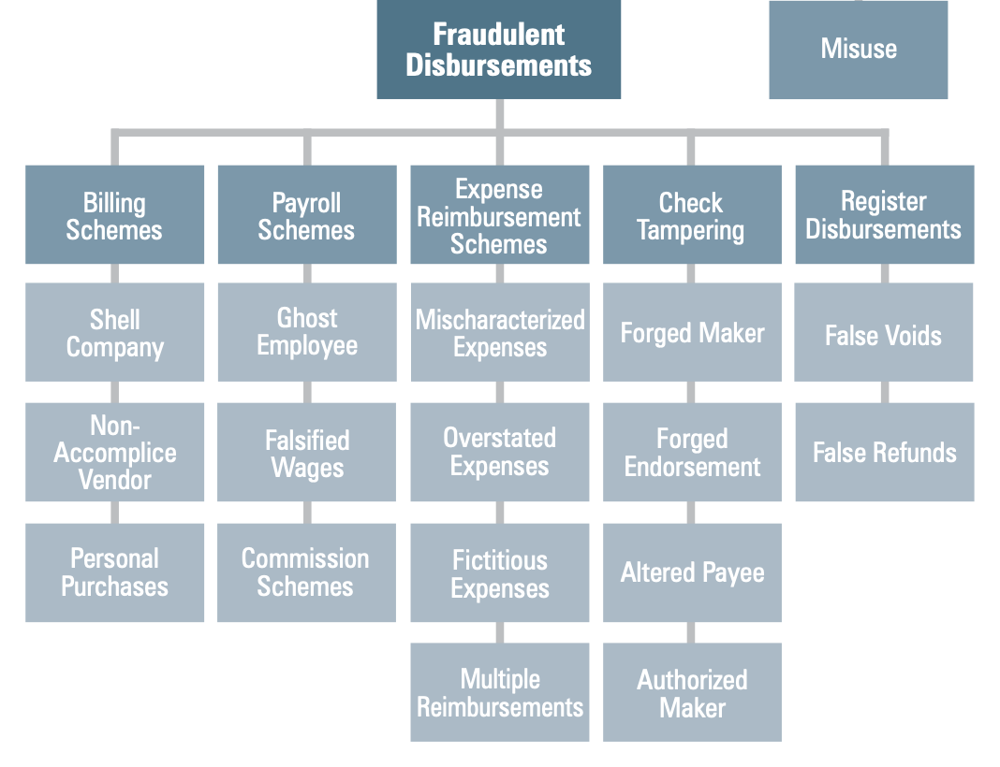 Fraudulent
Disbursements
Misuse
Billing
Schemes
Payroll
Schemes
Expense
Reimbursement
Schemes
Check
Tampering
Register
Disbursements
Shell
Company
Ghost
Employee
Mischaracterized
Expenses
Forged Maker
False Voids
Non-
Accomplice
Vendor
Falsified
Wages
Overstated
Expenses
Forged
Endorsement
False Refunds
Personal
Purchases
Commission
Schemes
Fictitious
Expenses
Altered Payee
Multiple
Reimbursements
Authorized
Maker